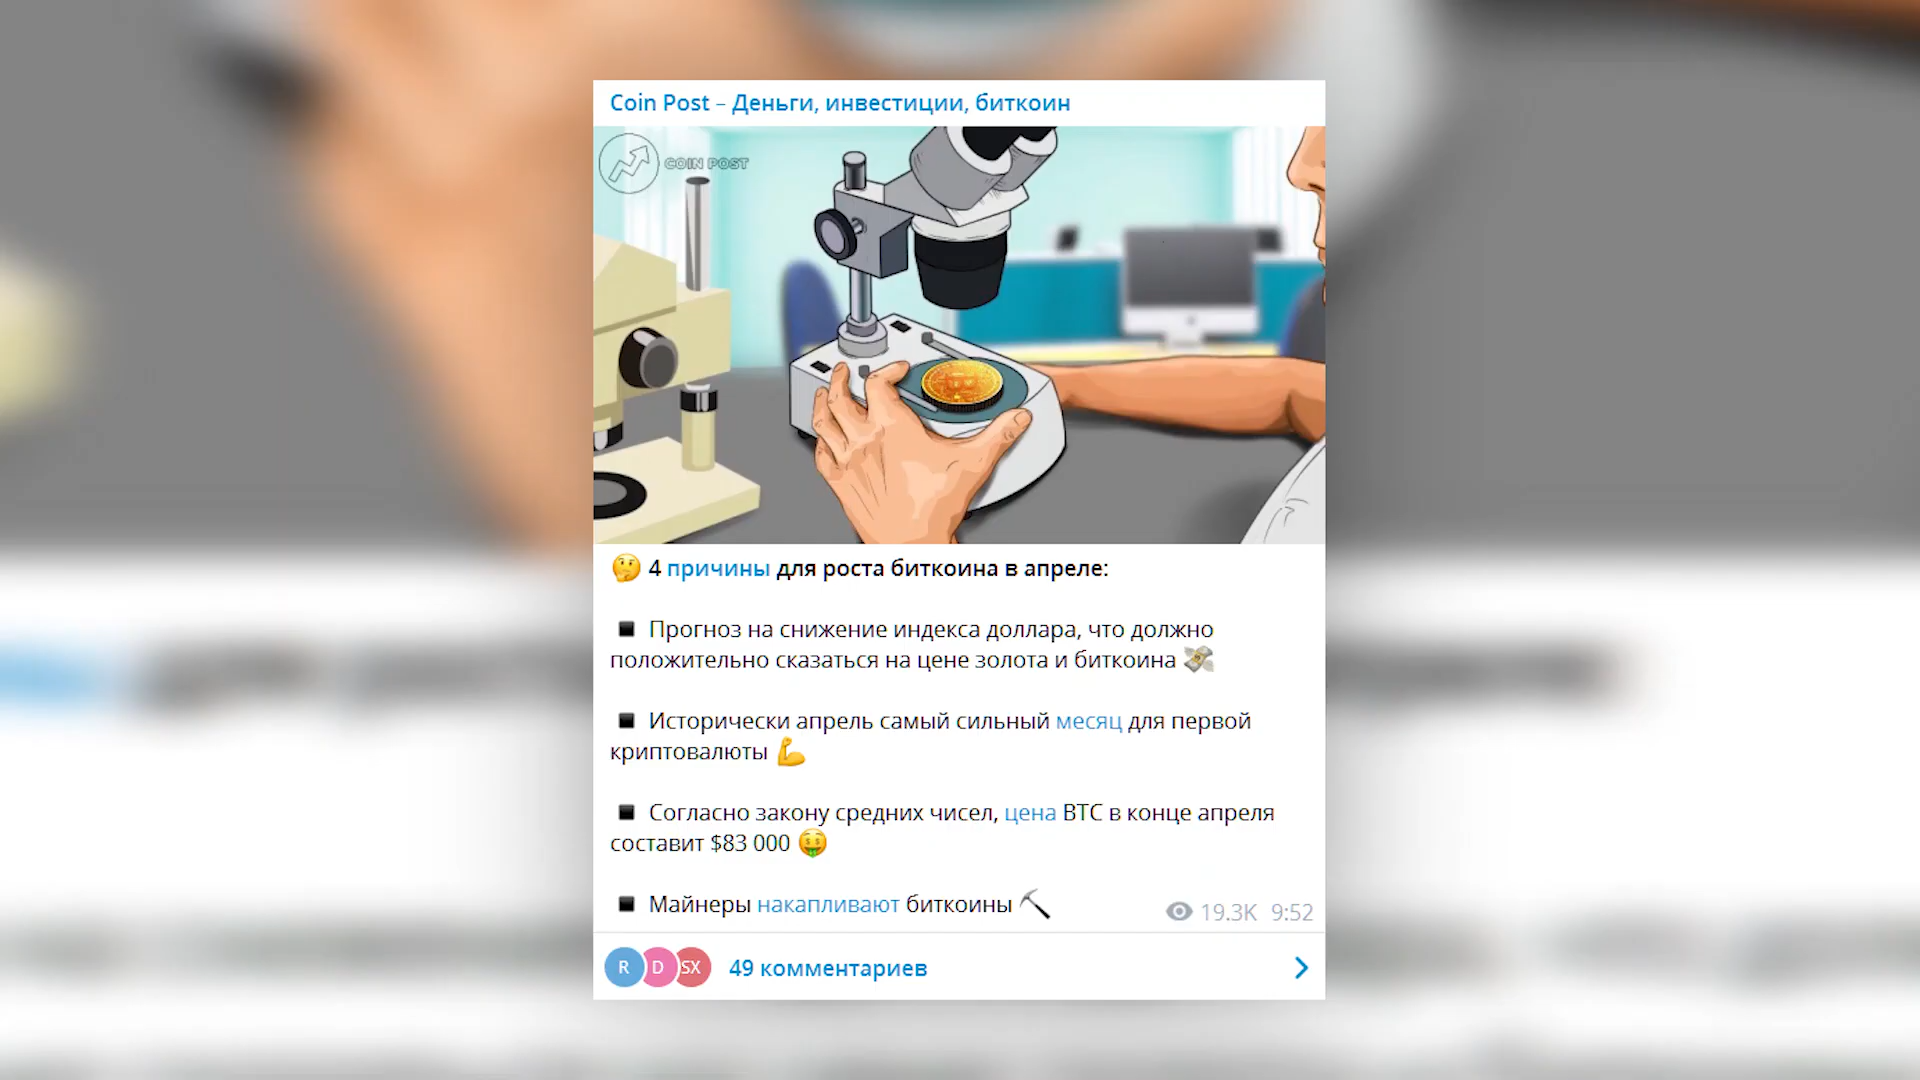 Coin Post – Деньги, инвестиции, биткоин
COIN POST
🤔 4 причины для роста биткоина в апреле:
▪️ Прогноз на снижение индекса доллара, что должно
положительно сказаться на цене золота и биткоина 💸
▪️ Исторически апрель самый сильный месяц для первой
криптовалюты 💪
▪️ Согласно закону средних чисел, цена BTC в конце апреля
составит $83 000 🤑
▪️ Майнеры накапливают биткоины ⛏
19.3K 9:52
R D SX 49 комментариев